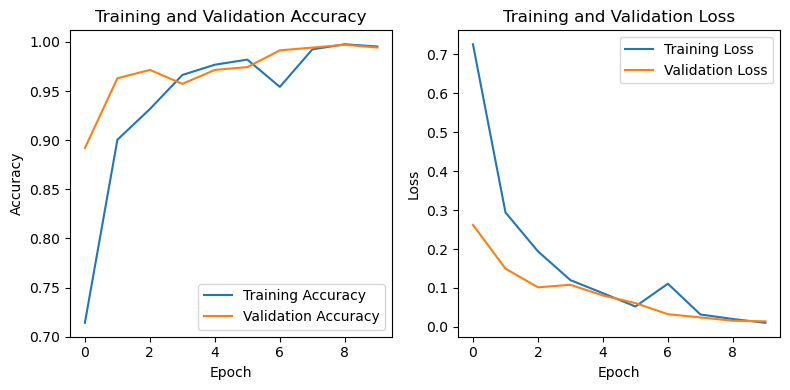 Training and Validation Accuracy
1.00
0.95
0.90
0.85
0.80
0.75
0.70
Accuracy
Training Accuracy
Validation Accuracy
0 2 4 6 8
Epoch
Training and Validation Loss
0.7
0.6
0.5
0.4
0.3
0.2
0.1
0.0
Loss
Training Loss
Validation Loss
0 2 4 6 8
Epoch